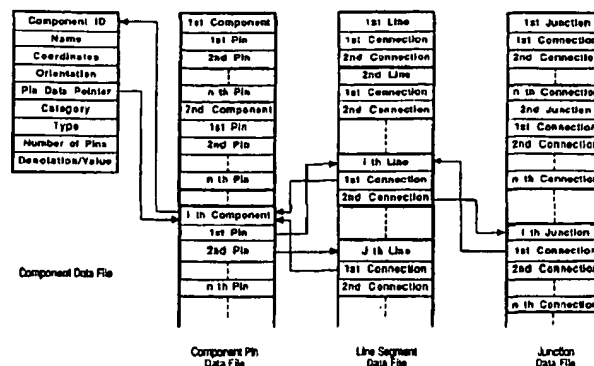 Component ID
Name
Coordinates
Orientation
Pin Data Pointer
Category
Type
Number of Pins
Denotation/Value
Component Data File
1st Component
1st Pin
2nd Pin
n th Pin
2nd Component
1st Pin
2nd Pin
n th Pin
i th Component
1st Pin
2nd Pin
n th Pin
Component Pin
Data File
1st Line
1st Connection
2nd Connection
2nd Line
1st Connection
2nd Connection
i th Line
1st Connection
2nd Connection
J th Line
1st Connection
2nd Connection
Line Segment
Data File
1st Junction
1st Connection
2nd Connection
n th Connection
2nd Junction
1st Connection
2nd Connection
n th Connection
i th Junction
1st Connection
2nd Connection
n th Connection
Junction
Data File